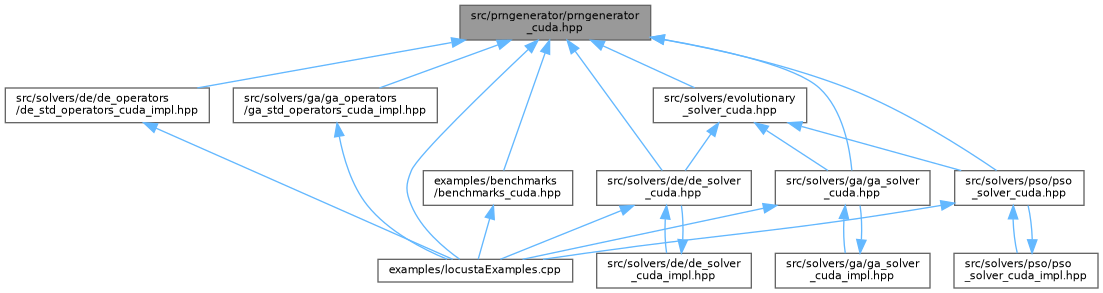 src/prngenerator/prngenerator
_cuda.hpp
src/solvers/de/de_operators
/de_std_operators_cuda_impl.hpp
src/solvers/ga/ga_operators
/ga_std_operators_cuda_impl.hpp
src/solvers/evolutionary
_solver_cuda.hpp
examples/benchmarks
/benchmarks_cuda.hpp
src/solvers/de/de_solver
_cuda.hpp
src/solvers/ga/ga_solver
_cuda.hpp
src/solvers/pso/pso
_solver_cuda.hpp
examples/locustaExamples.cpp
src/solvers/de/de_solver
_cuda_impl.hpp
src/solvers/ga/ga_solver
_cuda_impl.hpp
src/solvers/pso/pso
_solver_cuda_impl.hpp